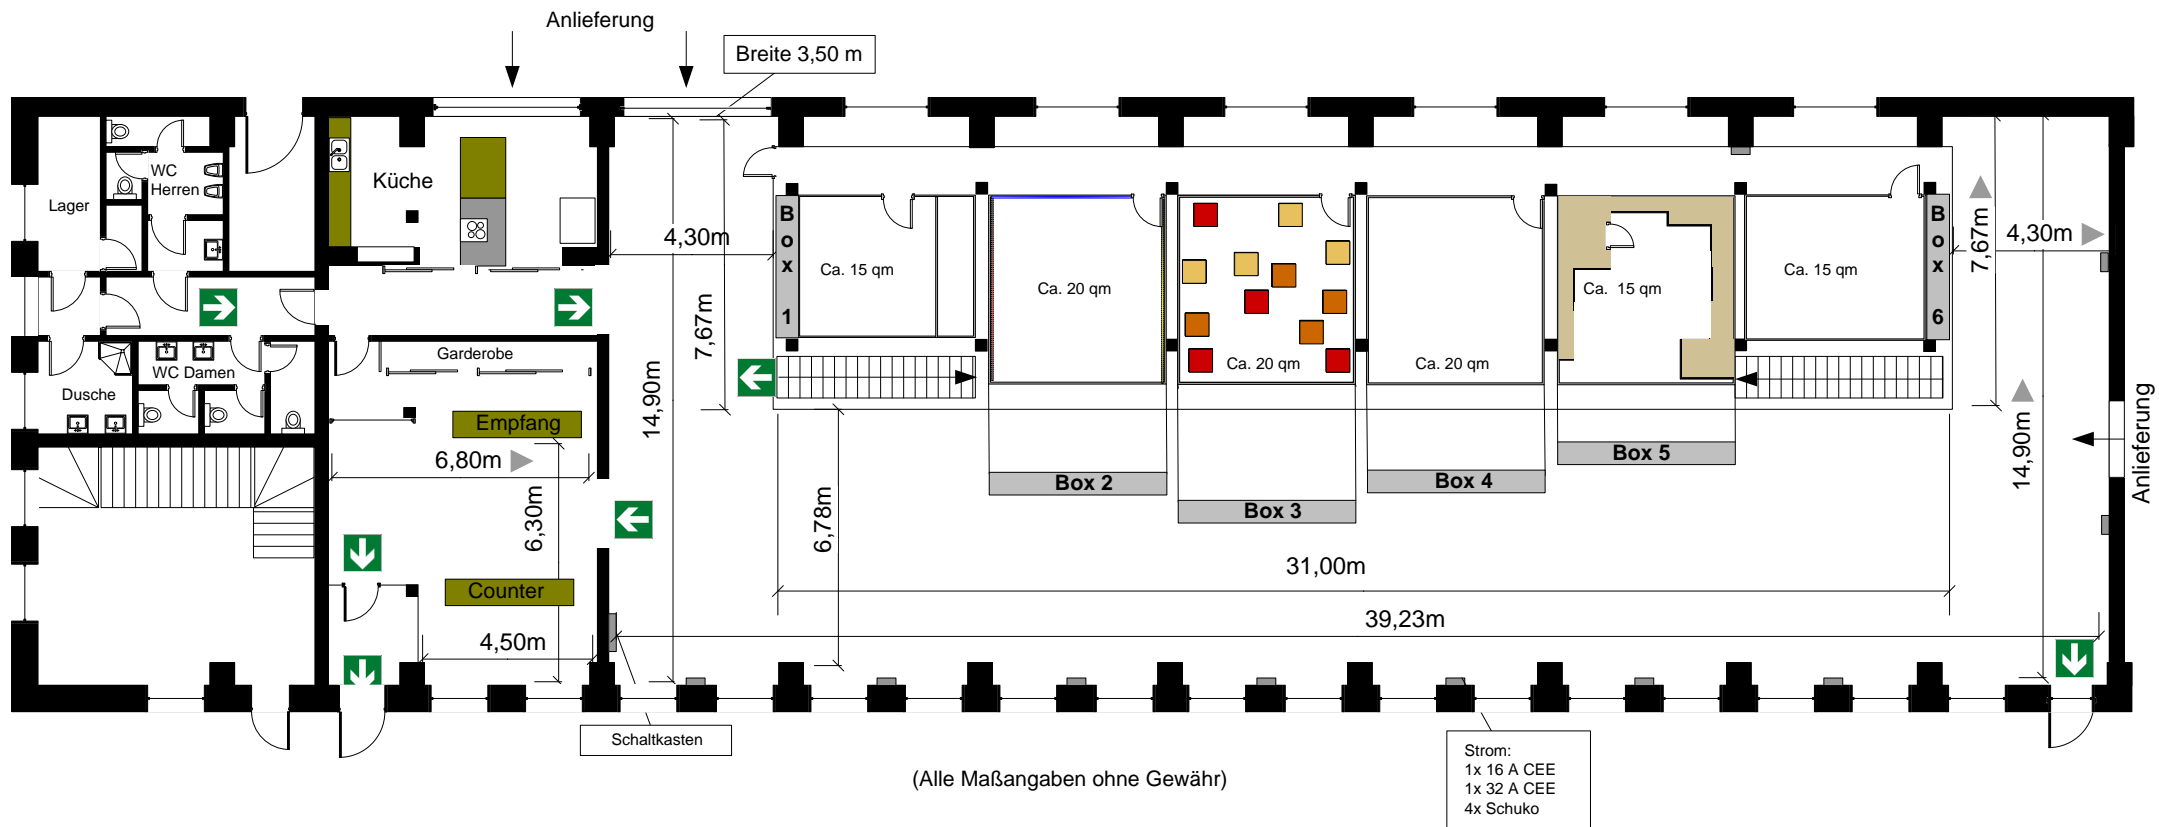 Anlieferung
Breite 3,50 m
WC
Herren
Küche
Lager
4,30m
7,67m
14,90m
Box 1
Ca. 15 qm
Ca. 20 qm
Ca. 20 qm
Ca. 20 qm
Ca. 15 qm
Ca. 15 qm
Box 6
7,67m
4,30m
14,90m
Anlieferung
Garderobe
WC Damen
Dusche
Empfang
6,80m
6,30m
Counter
4,50m
6,78m
Box 2
Box 3
Box 4
Box 5
31,00m
39,23m
Schaltkasten
Strom:
1x 16 A CEE
1x 32 A CEE
4x Schuko
(Alle Maßangaben ohne Gewähr)